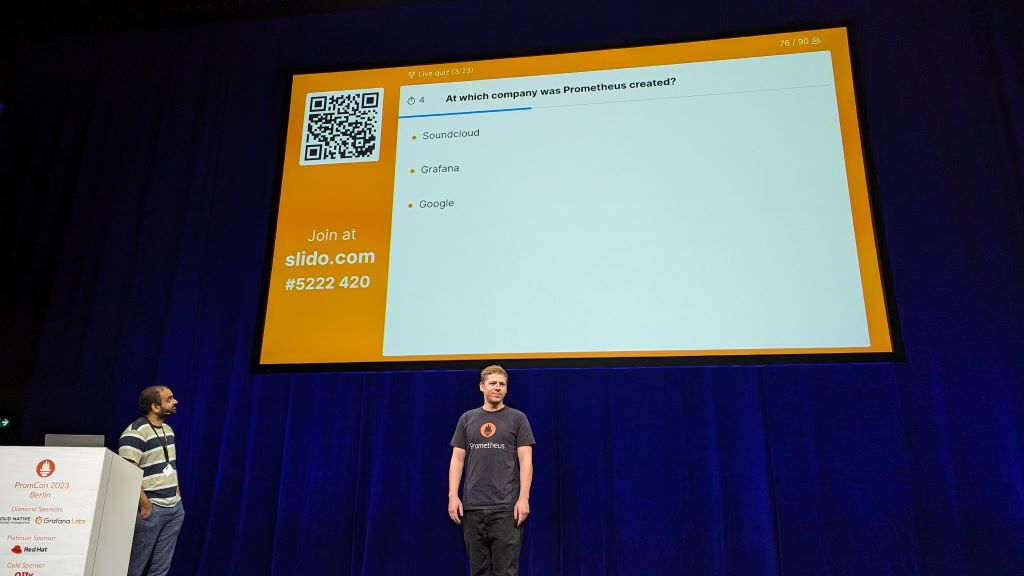 Live quiz (3/23)
76 / 90
4
At which company was Prometheus created?
Soundcloud
Grafana
Google
Join at
slido.com
#5222 420
Prometheus
PromCon 2023
Berlin
Diamond Sponsors
Grafana Labs
Platinum Sponsor
Red Hat
Gold Sponsor